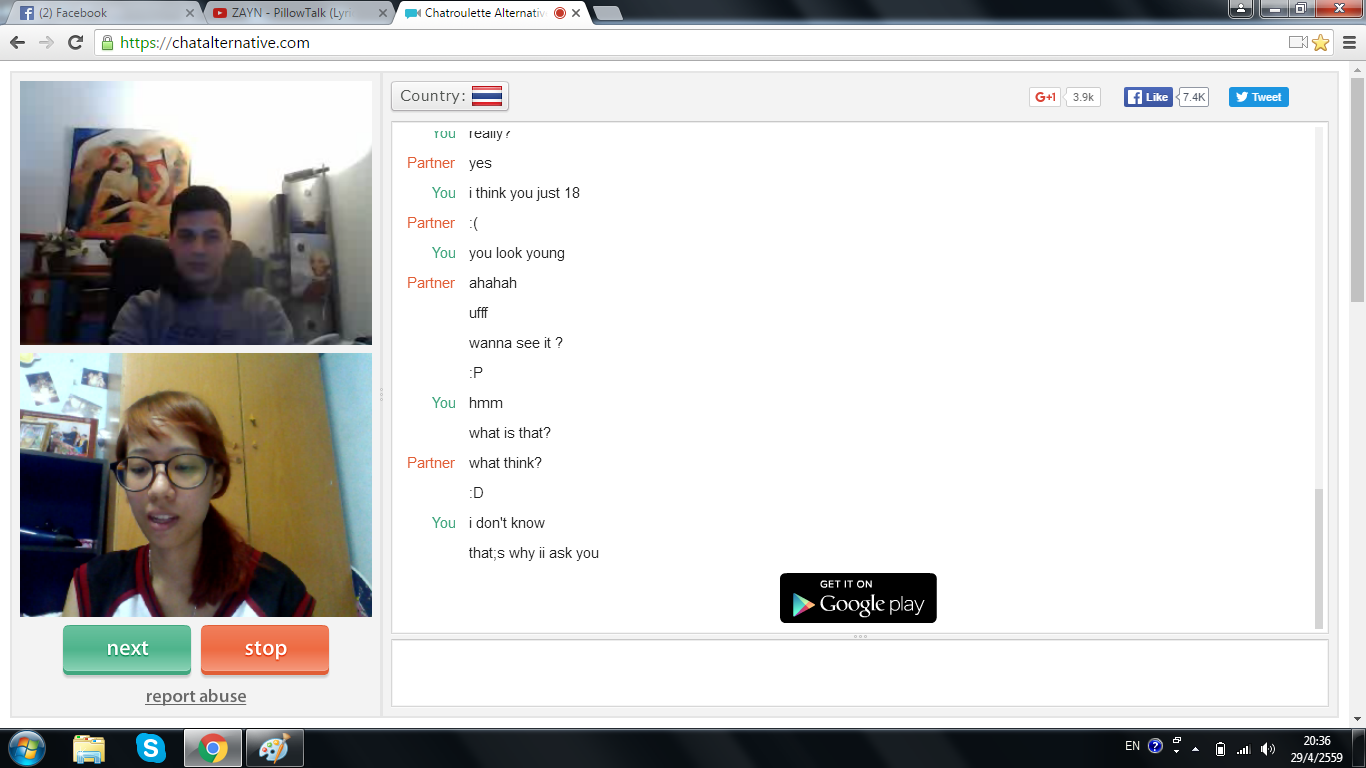 (2) Facebook
ZAYN - PillowTalk (Lyri
Chatroulette Alternativ
https://chatalternative.com
Country:
G+1 3.9k
Like 7.4K
Tweet
You really?
Partner yes
You i think you just 18
Partner :(
You you look young
Partner ahahah
ufff
wanna see it ?
:P
You hmm
what is that?
Partner what think?
:D
You i don't know
that;s why ii ask you
GET IT ON
Google play
next
stop
report abuse
EN
20:36
29/4/2559